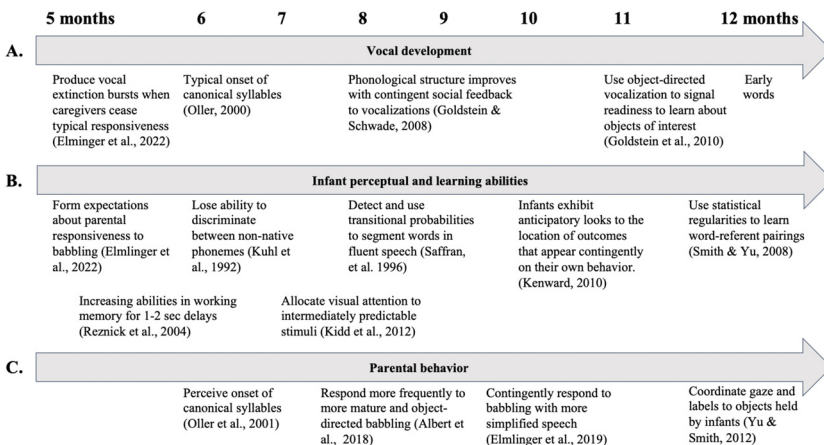 5 months 6 7 8 9 10 11 12 months
A. Vocal development
Produce vocal
extinction bursts when
caregivers cease
typical responsiveness
(Elminger et al., 2022)
Typical onset of
canonical syllables
(Oller, 2000)
Phonological structure improves
with contingent social feedback
to vocalizations (Goldstein &
Schwade, 2008)
Use object-directed
vocalization to signal
readiness to learn about
objects of interest
(Goldstein et al., 2010)
Early
words
B. Infant perceptual and learning abilities
Form expectations
about parental
responsiveness to
babbling (Elmlinger
et al., 2022)
Lose ability to
discriminate
between non-native
phonemes (Kuhl et
al., 1992)
Detect and use
transitional probabilities
to segment words in
fluent speech (Saffran,
et al. 1996)
Infants exhibit
anticipatory looks to the
location of outcomes
that appear contingently
on their own behavior.
(Kenward, 2010)
Use statistical
regularities to learn
word-referent pairings
(Smith & Yu, 2008)
Increasing abilities in working
memory for 1-2 sec delays
(Reznick et al., 2004)
Allocate visual attention to
intermediately predictable
stimuli (Kidd et al., 2012)
C. Parental behavior
Perceive onset of
canonical syllables
(Oller et al., 2001)
Respond more frequently to
more mature and object-
directed babbling (Albert et
al., 2018)
Contingently respond to
babbling with more
simplified speech
(Elmlinger et al., 2019)
Coordinate gaze and
labels to objects held
by infants (Yu &
Smith, 2012)